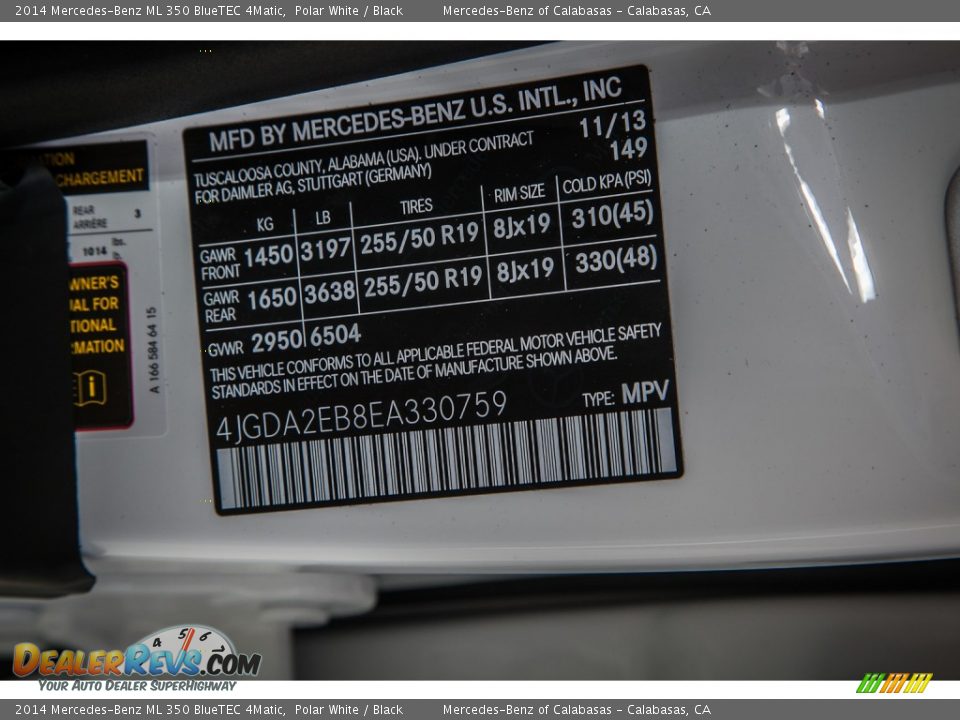 2014 Mercedes-Benz ML 350 BlueTEC 4Matic, Polar White / Black Mercedes-Benz of Calabasas - Calabasas, CA
MFD BY MERCEDES-BENZ U.S. INTL., INC
TUSCALOOSA COUNTY, ALABAMA (USA). UNDER CONTRACT 11/13
FOR DAIMLER AG, STUTTGART (GERMANY) 149
KG LB TIRES RIM SIZE COLD KPA (PSI)
GAWR FRONT 1450 3197 255/50 R19 8Jx19 310(45)
GAWR REAR 1650 3638 255/50 R19 8Jx19 330(48)
GVWR 2950 6504
THIS VEHICLE CONFORMS TO ALL APPLICABLE FEDERAL MOTOR VEHICLE SAFETY
STANDARDS IN EFFECT ON THE DATE OF MANUFACTURE SHOWN ABOVE.
4JGDA2EB8EA330759 TYPE: MPV
CHARGEMENT
REAR 3
ARRIÈRE
1014 lbs.
FOR
A 166 584 64 15
4 5 6
DEALERREVS.COM
YOUR AUTO DEALER SUPERHIGHWAY
2014 Mercedes-Benz ML 350 BlueTEC 4Matic, Polar White / Black Mercedes-Benz of Calabasas - Calabasas, CA